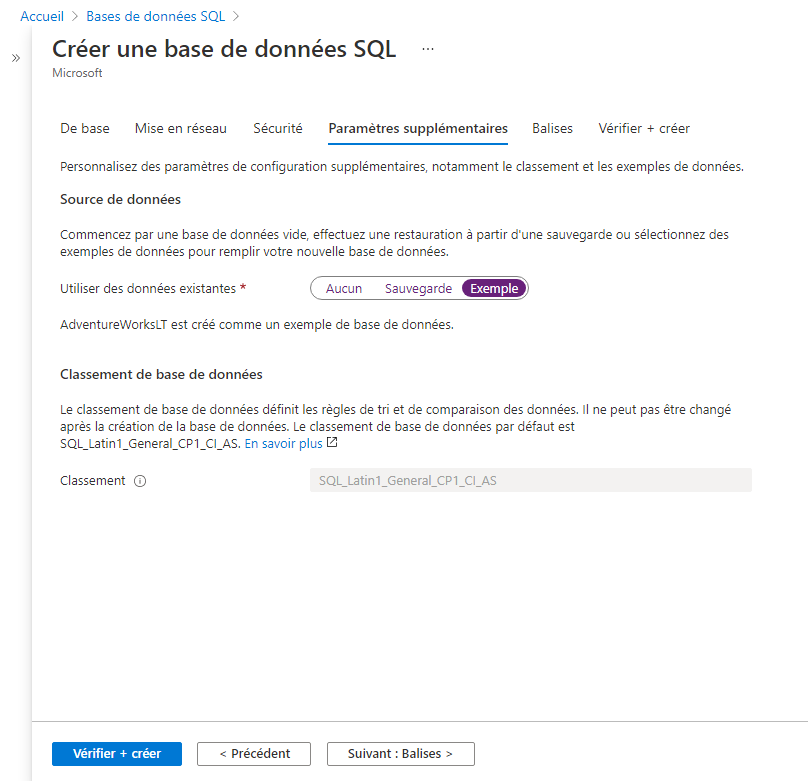 Accueil > Bases de données SQL >
»
Créer une base de données SQL ...
Microsoft
De base Mise en réseau Sécurité Paramètres supplémentaires Balises Vérifier + créer
Personnalisez des paramètres de configuration supplémentaires, notamment le classement et les exemples de données.
Source de données
Commencez par une base de données vide, effectuez une restauration à partir d'une sauvegarde ou sélectionnez des
exemples de données pour remplir votre nouvelle base de données.
Utiliser des données existantes * Aucun Sauvegarde Exemple
AdventureWorksLT est créé comme un exemple de base de données.
Classement de base de données
Le classement de base de données définit les règles de tri et de comparaison des données. Il ne peut pas être changé
après la création de la base de données. Le classement de base de données par défaut est
SQL_Latin1_General_CP1_CI_AS. En savoir plus
Classement SQL_Latin1_General_CP1_CI_AS
Vérifier + créer < Précédent Suivant : Balises >